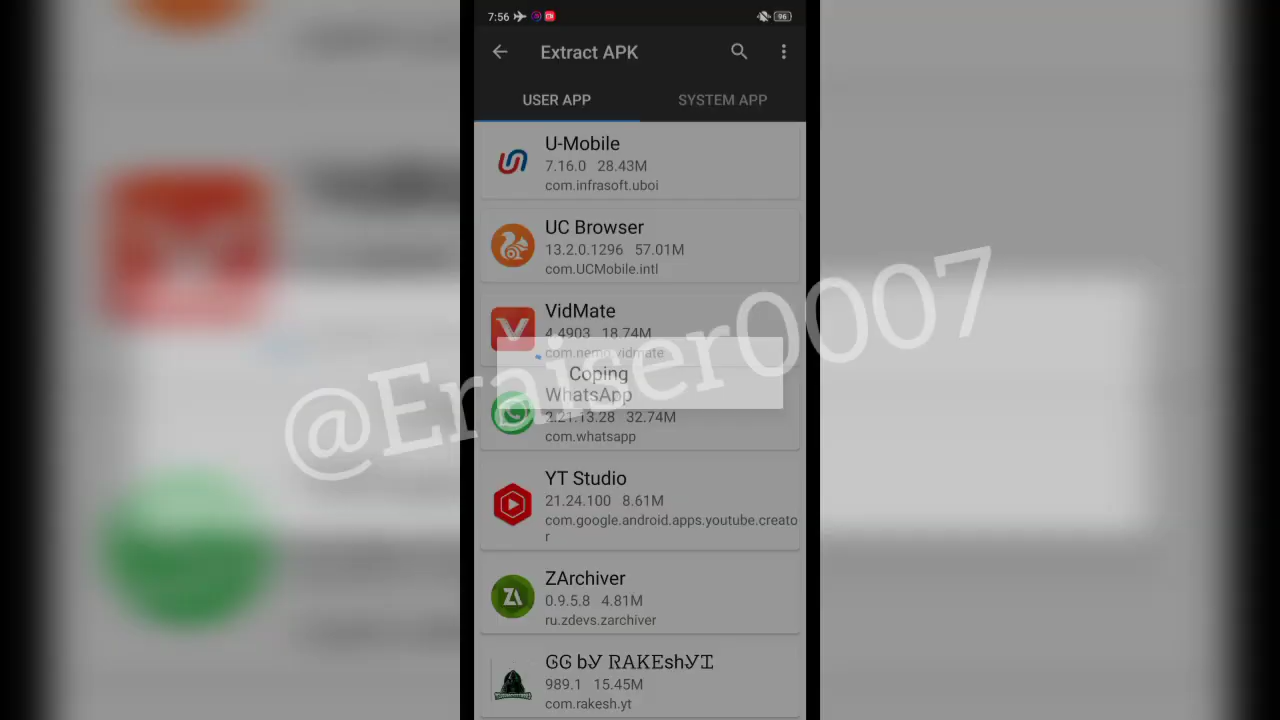 7:56
96
Extract APK
USER APP
SYSTEM APP
U-Mobile
7.16.0 28.43M
com.infrasoft.uboi
UC Browser
13.2.0.1296 57.01M
com.UCMobile.intl
VidMate
4.4903 18.74M
com.nemo.vidmate
Coping
WhatsApp
2.21.13.28 32.74M
com.whatsapp
YT Studio
21.24.100 8.61M
com.google.android.apps.youtube.creato
r
ZArchiver
0.9.5.8 4.81M
ru.zdevs.zarchiver
GG bY RAKEshYT
989.1 15.45M
com.rakesh.yt
@Eraiser0007